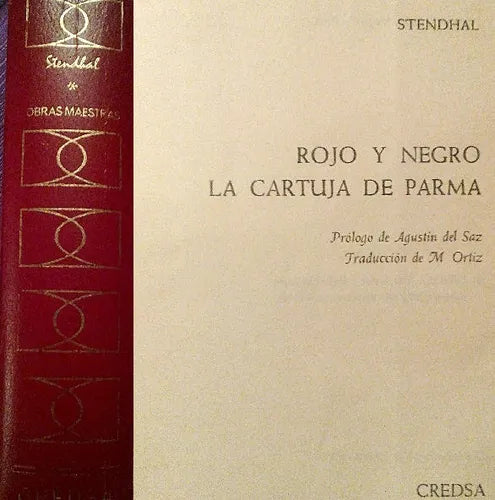 Stendhal
*
OBRAS MAESTRAS
STENDHAL
ROJO Y NEGRO
LA CARTUJA DE PARMA
Prólogo de Agustín del Saz
Traducción de M Ortiz
CREDSA